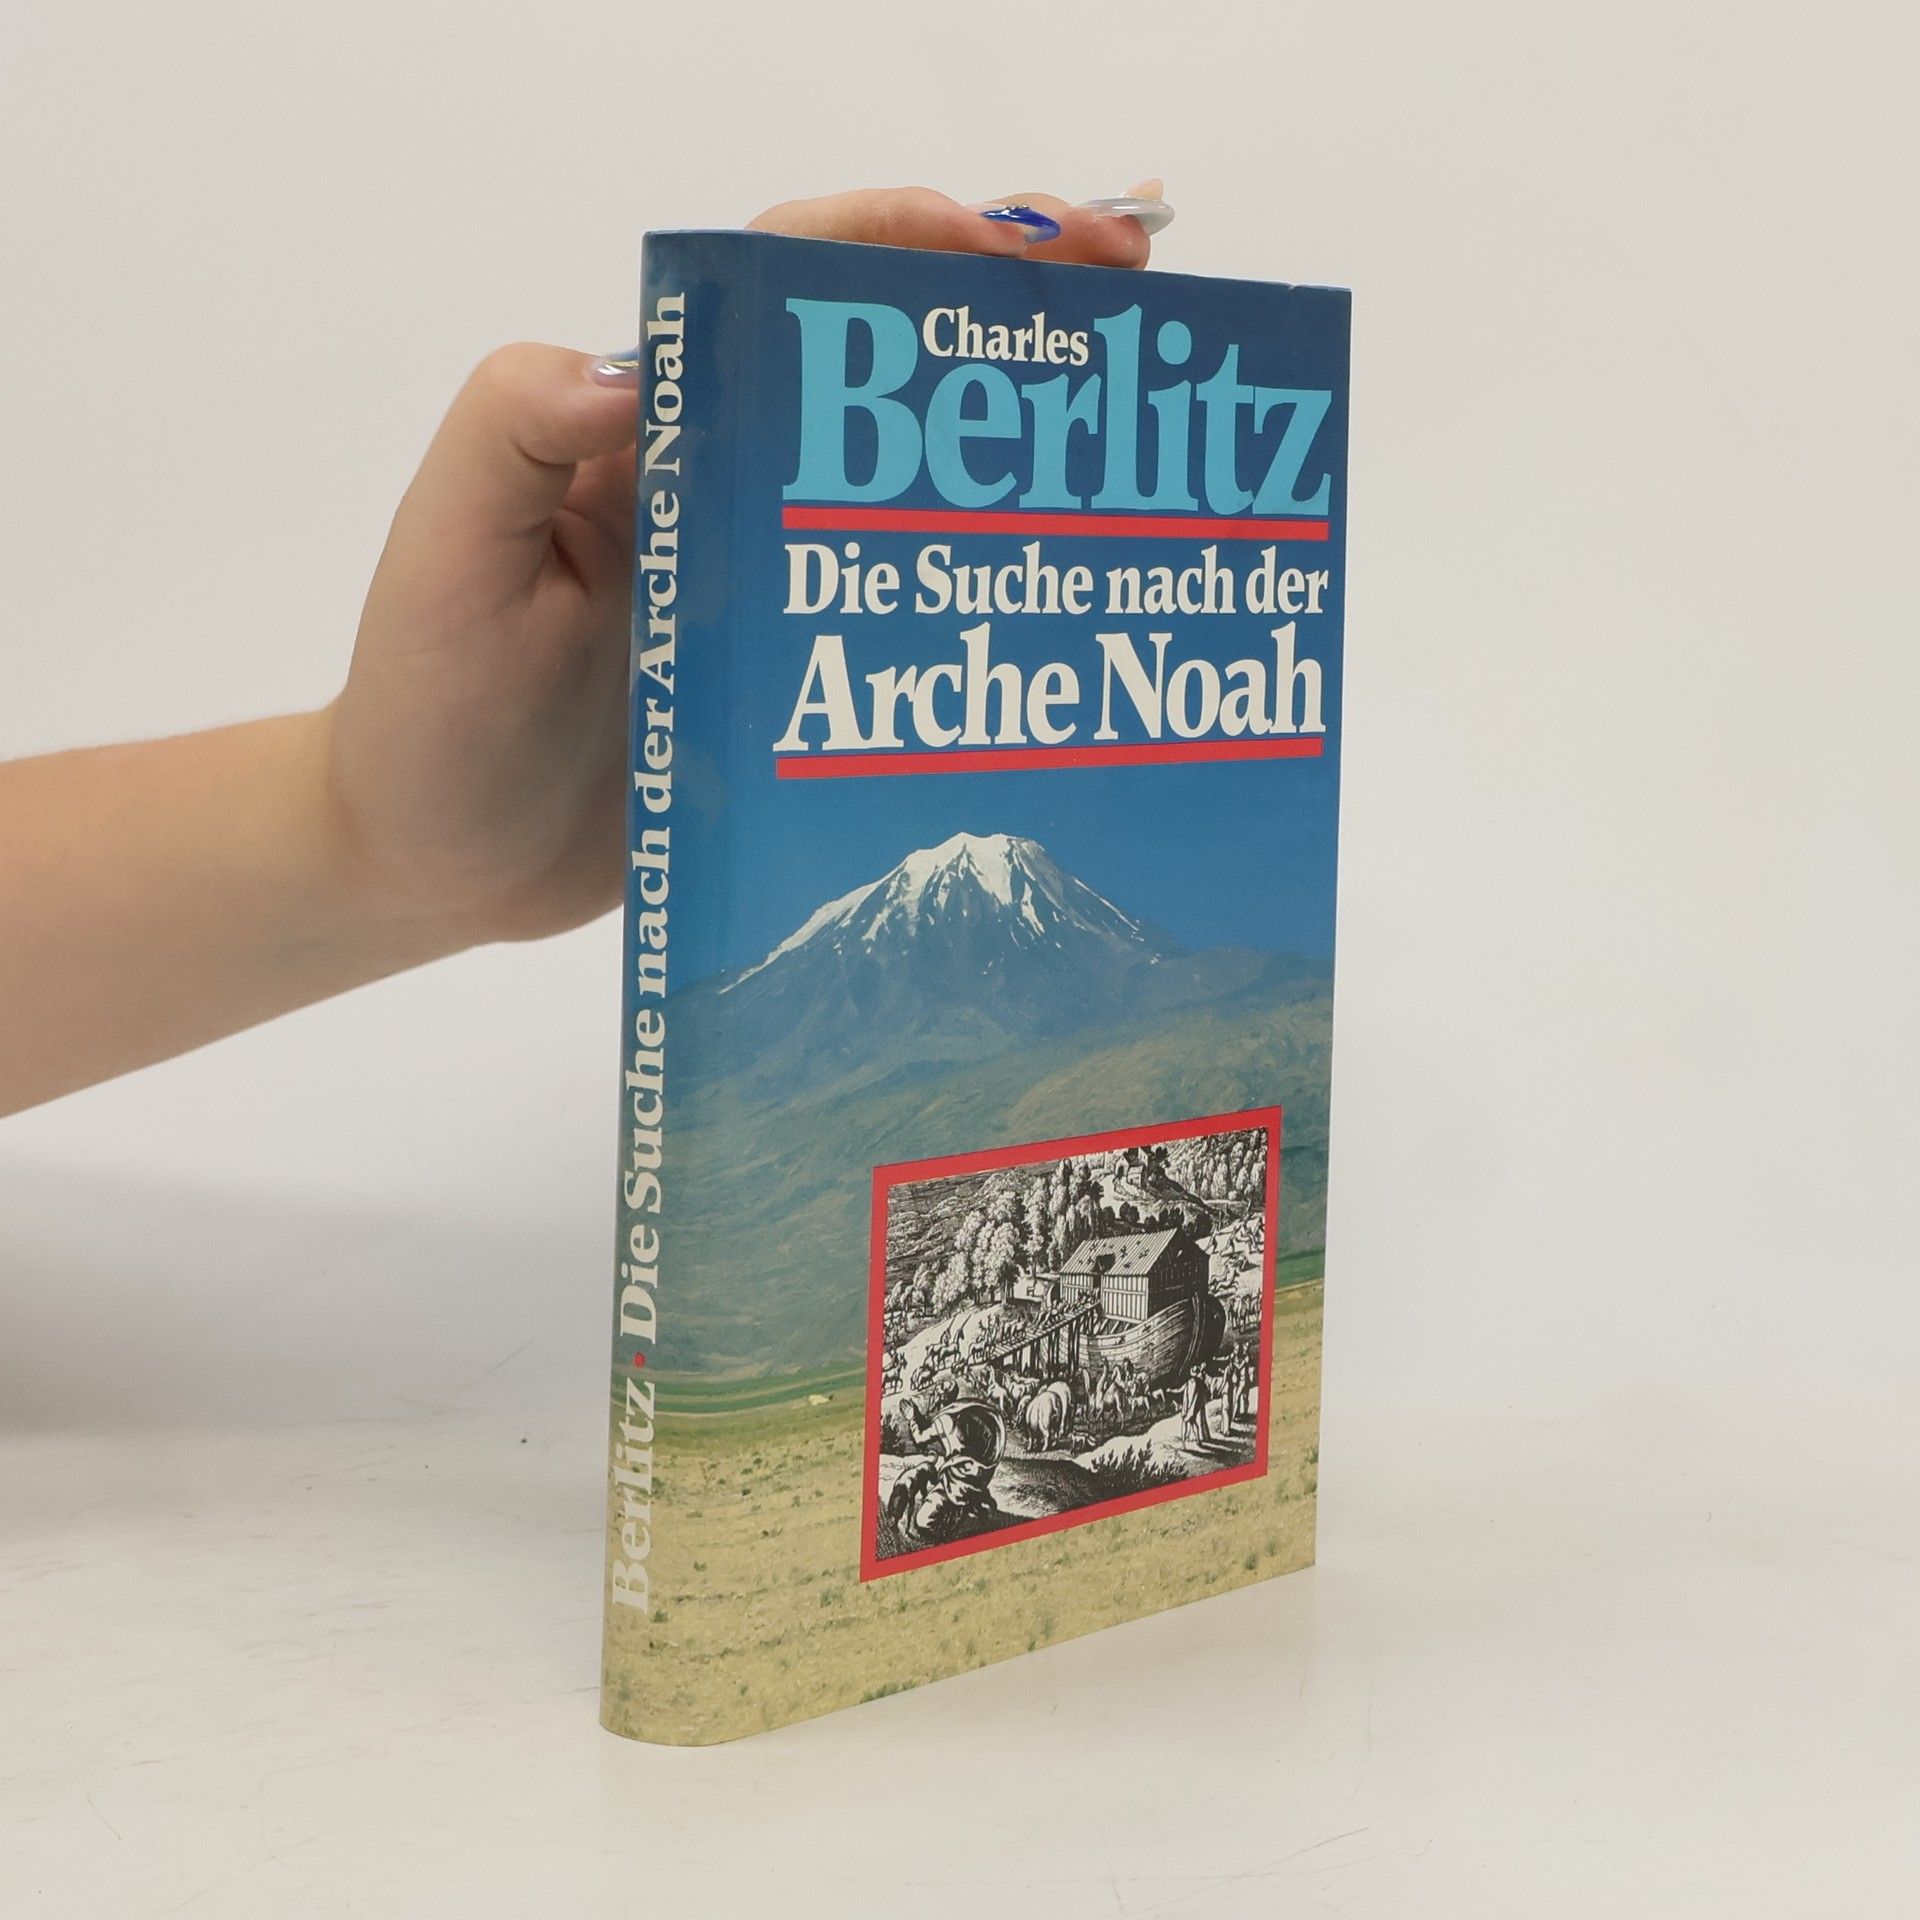 Charles
Berlitz
Die Suche nach der
Arche Noah
Berlitz · Die Suche nach der Arche Noah